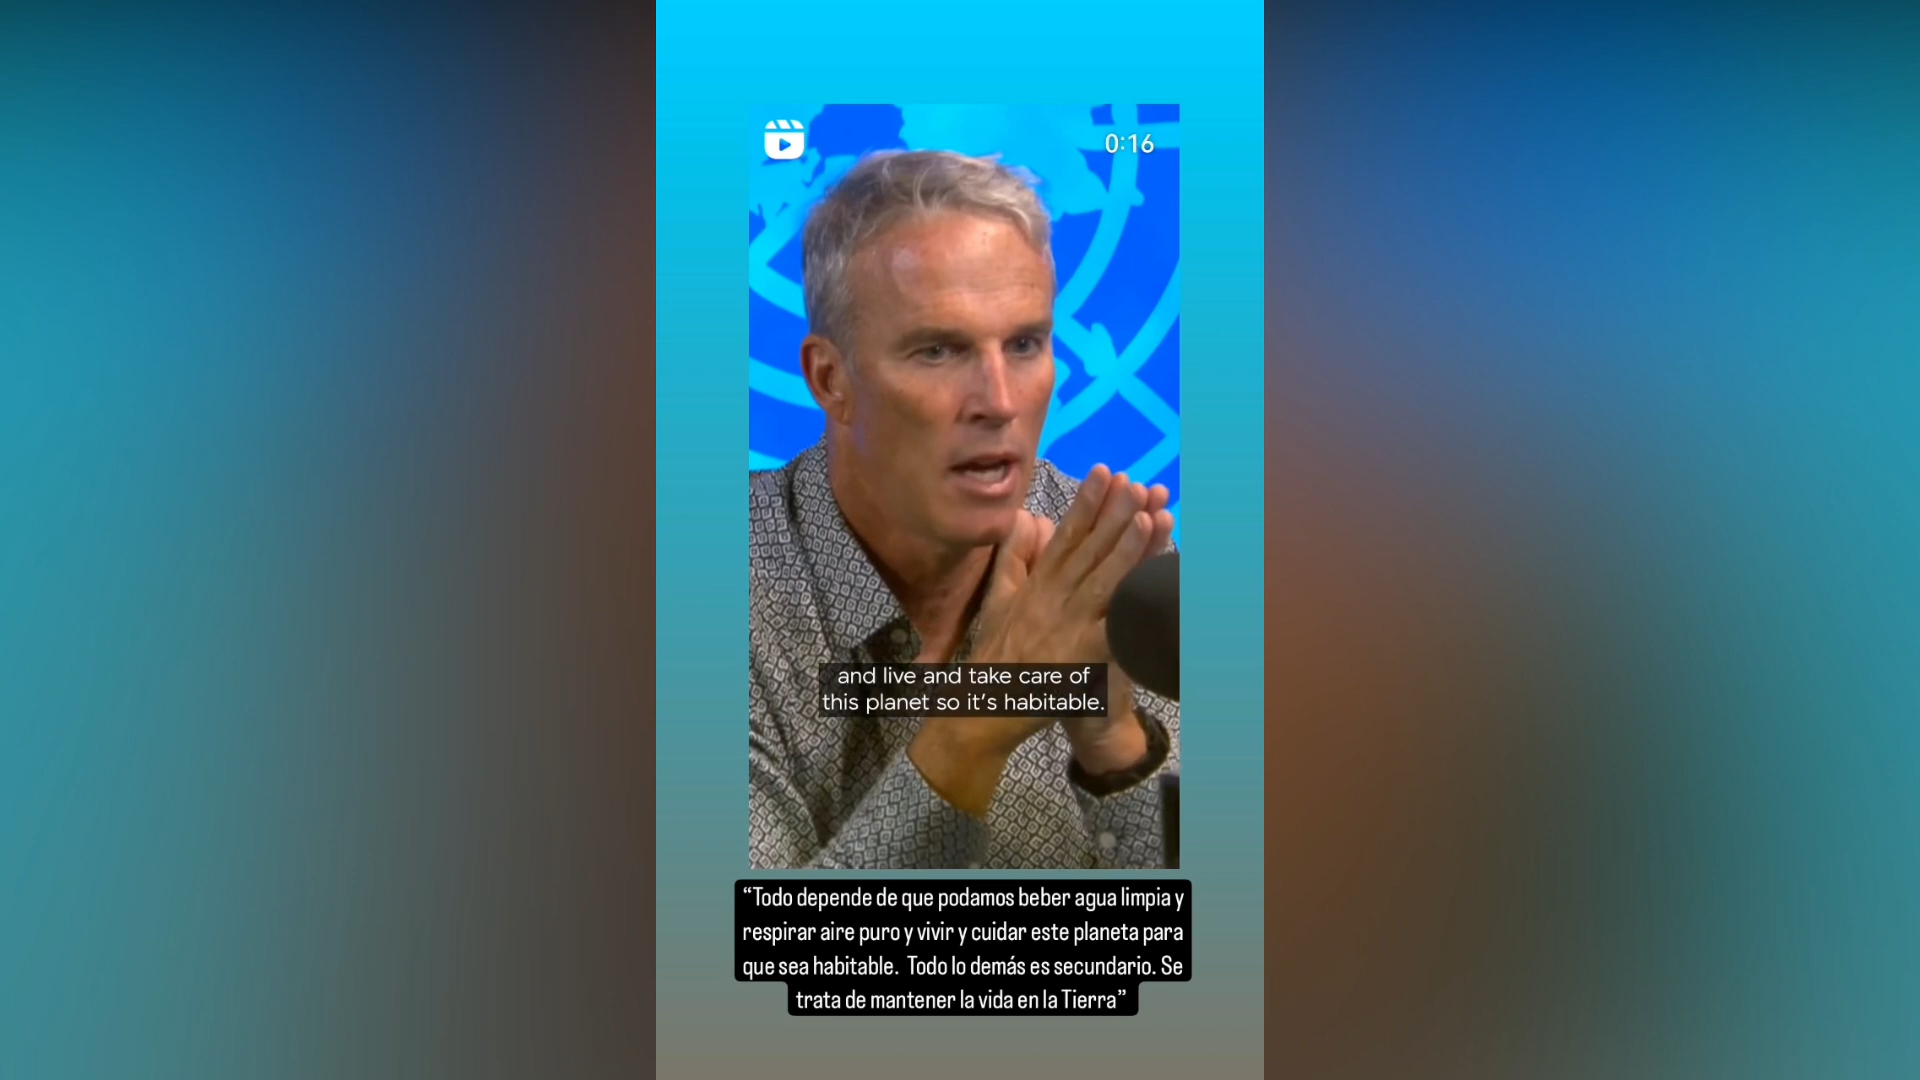 0:16
and live and take care of
this planet so it's habitable.
“Todo depende de que podamos beber agua limpia y
respirar aire puro y vivir y cuidar este planeta para
que sea habitable.  Todo lo demás es secundario. Se
trata de mantener la vida en la Tierra”